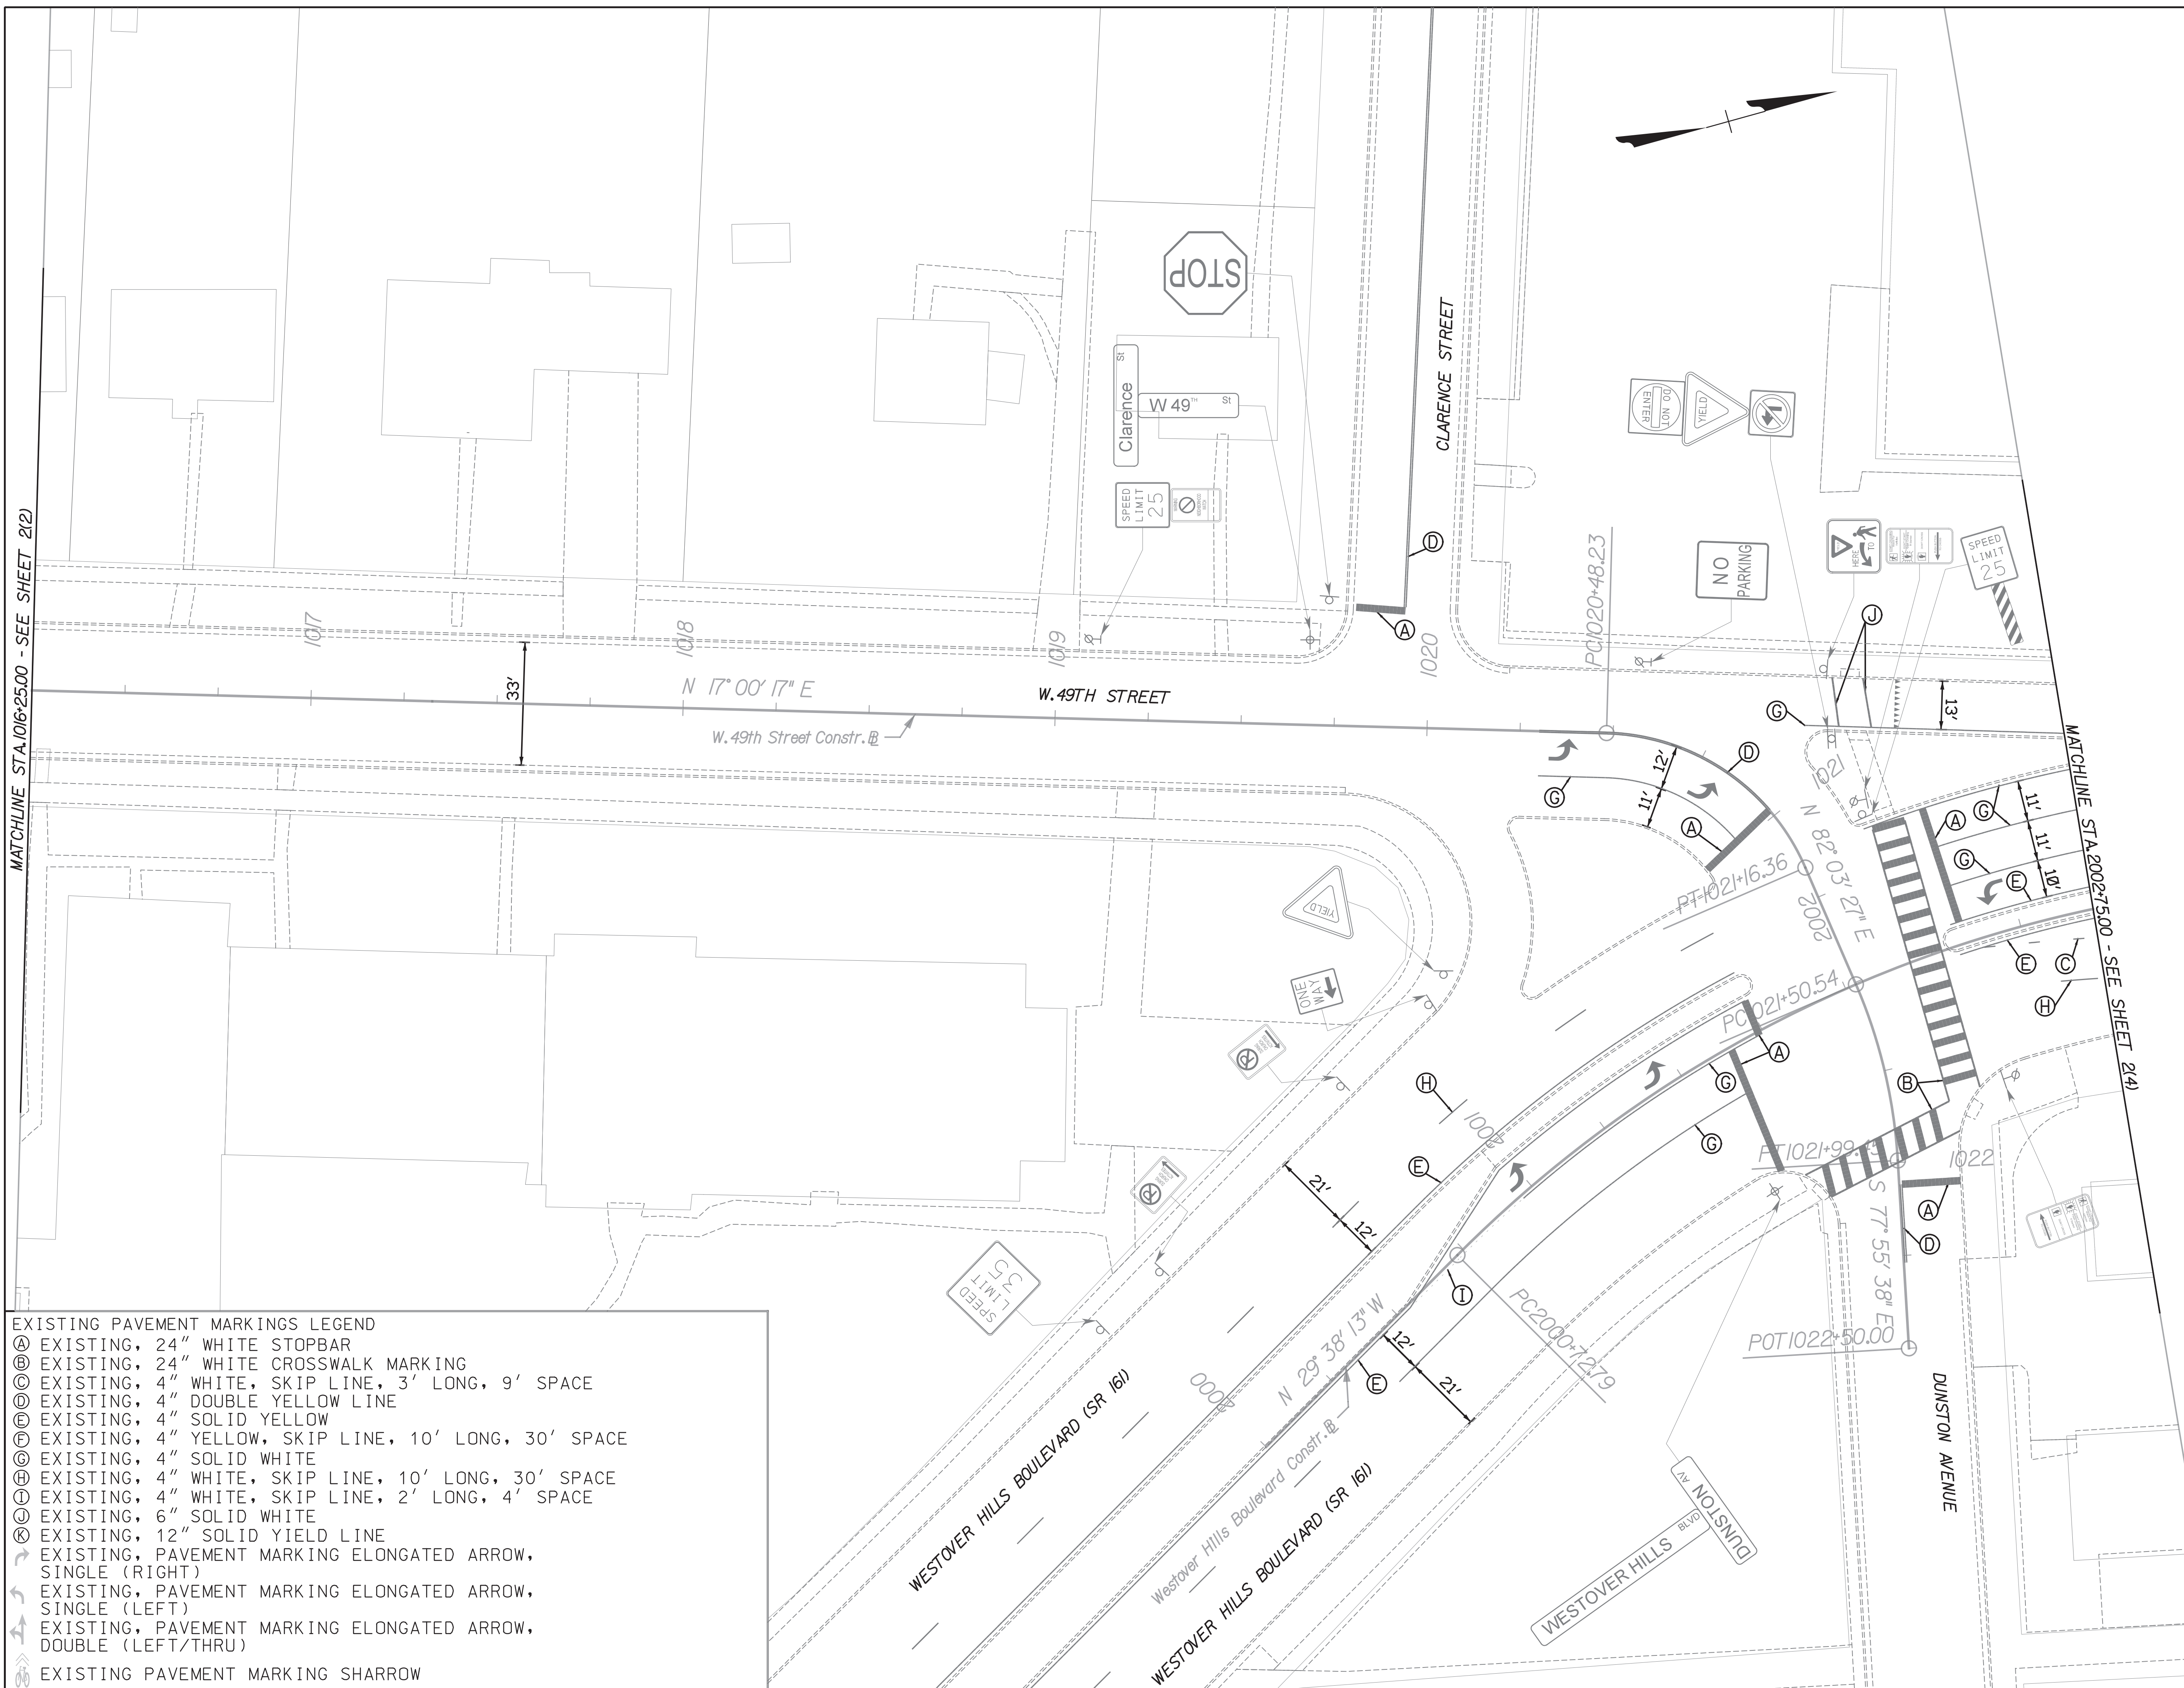 MATCHLINE STA.1016+25.00 - SEE SHEET 2(2)
STOP
Clarence St
W 49TH St
SPEED
LIMIT
25
CLARENCE STREET
DO NOT
ENTER
YIELD
NO
PARKING
HERE
TO
SPEED
LIMIT
25
D
A
J
G
13'
1017
1018
1019
1020
PC1020+48.23
33'
N 17° 00' 17" E
W.49TH STREET
W.49th Street Constr. BL
G
12'
11'
D
A
1021
N 82° 03' 27" E
PT1021+16.36
2002
A
G
G
E
11'
11'
10'
MATCHLINE STA.2002+75.00 - SEE SHEET 2(4)
E
C
H
YIELD
ONE
WAY
PC1021+50.54
A
G
G
B
H
2001
E
21'
12'
PT1021+99.45
1022
A
D
S 77° 55' 38" E
POT1022+50.00
I
PC2000+72.79
SPEED
LIMIT
35
2000
N 29° 38' 13" W
12'
21'
E
WESTOVER HILLS BOULEVARD (SR 161)
Westover Hills Boulevard Constr. BL
WESTOVER HILLS BOULEVARD (SR 161)
DUNSTON AVENUE
DUNSTON AV
WESTOVER HILLS BLVD
EXISTING PAVEMENT MARKINGS LEGEND
A EXISTING, 24" WHITE STOPBAR
B EXISTING, 24" WHITE CROSSWALK MARKING
C EXISTING, 4" WHITE, SKIP LINE, 3' LONG, 9' SPACE
D EXISTING, 4" DOUBLE YELLOW LINE
E EXISTING, 4" SOLID YELLOW
F EXISTING, 4" YELLOW, SKIP LINE, 10' LONG, 30' SPACE
G EXISTING, 4" SOLID WHITE
H EXISTING, 4" WHITE, SKIP LINE, 10' LONG, 30' SPACE
I EXISTING, 4" WHITE, SKIP LINE, 2' LONG, 4' SPACE
J EXISTING, 6" SOLID WHITE
K EXISTING, 12" SOLID YIELD LINE
EXISTING, PAVEMENT MARKING ELONGATED ARROW,
SINGLE (RIGHT)
EXISTING, PAVEMENT MARKING ELONGATED ARROW,
SINGLE (LEFT)
EXISTING, PAVEMENT MARKING ELONGATED ARROW,
DOUBLE (LEFT/THRU)
EXISTING PAVEMENT MARKING SHARROW